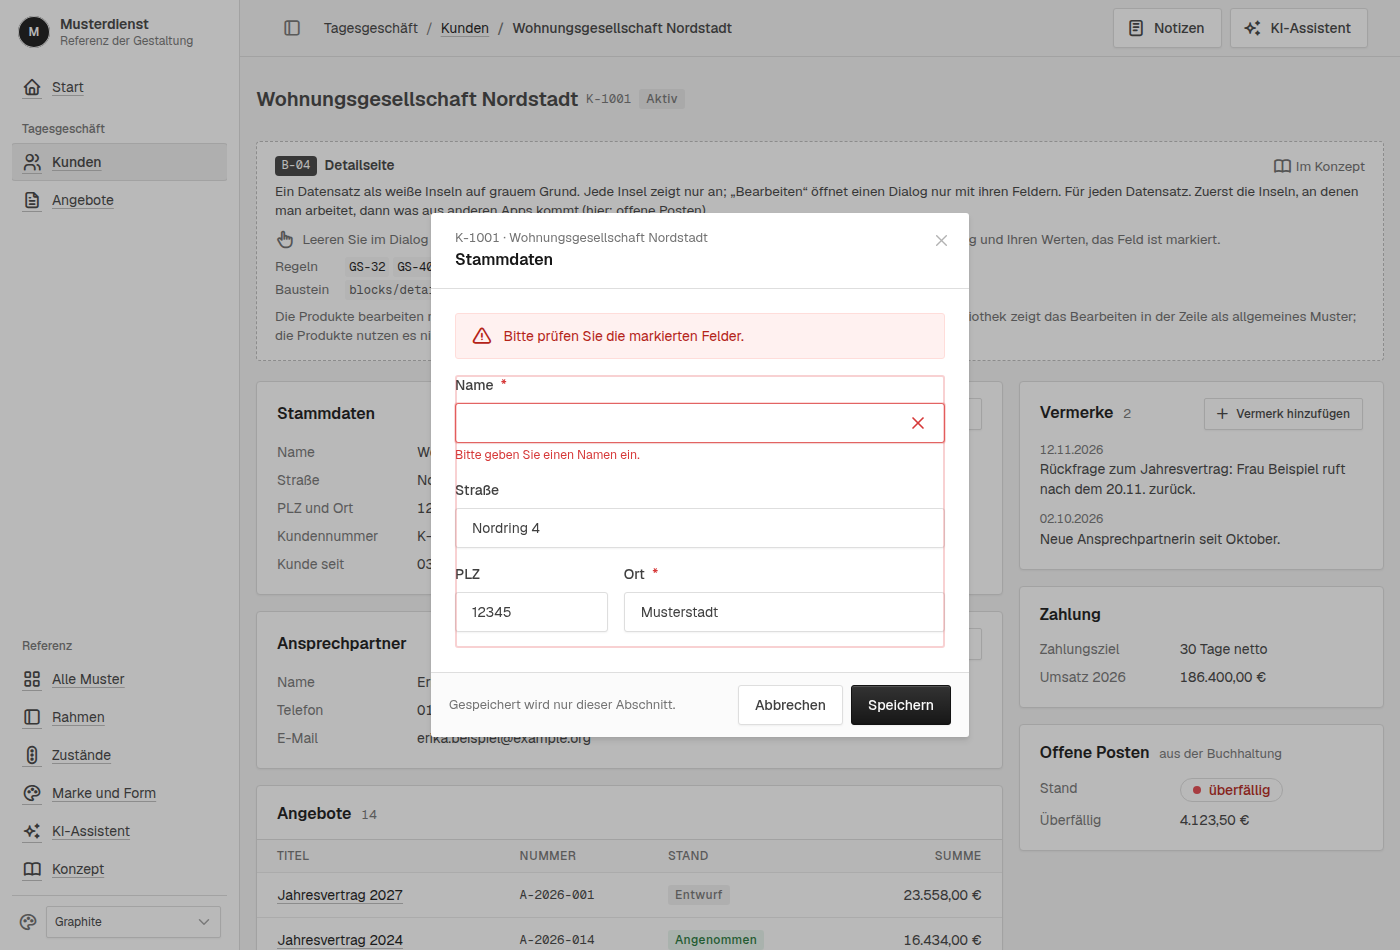 M
Musterdienst
Referenz der Gestaltung
Start
Tagesgeschäft
Kunden
Angebote
Referenz
Alle Muster
Rahmen
Zustände
Marke und Form
KI-Assistent
Konzept
Graphite
Tagesgeschäft / Kunden / Wohnungsgesellschaft Nordstadt
Notizen
KI-Assistent
Wohnungsgesellschaft Nordstadt K-1001 Aktiv
B-04 Detailseite
Im Konzept
Ein Datensatz als weiße Inseln auf grauem Grund. Jede Insel zeigt nur an; „Bearbeiten“ öffnet einen Dialog nur mit ihren Feldern. Für jeden Datensatz. Zuerst die Inseln, an denen
man arbeitet, dann was aus anderen Apps kommt (hier: offene Posten).
Leeren Sie im Dialog
und Ihren Werten, das Feld ist markiert.
Regeln GS-32
Baustein
Die Produkte bearbeiten
zeigt das Bearbeiten in der Zeile als allgemeines Muster;
die Produkte nutzen es
K-1001 · Wohnungsgesellschaft Nordstadt
Stammdaten
Bitte prüfen Sie die markierten Felder.
Name *
Bitte geben Sie einen Namen ein.
Straße
Nordring 4
PLZ
Ort *
12345
Musterstadt
Gespeichert wird nur dieser Abschnitt.
Abbrechen
Speichern
Stammdaten
Name
Straße
PLZ und Ort
Kundennummer
Kunde seit
Ansprechpartner
Name
Telefon
E-Mail erika.beispiel@example.org
Angebote 14
TITEL NUMMER STAND SUMME
Jahresvertrag 2027 A-2026-001 Entwurf 23.558,00 €
Jahresvertrag 2024 A-2026-014 Angenommen 16.434,00 €
Vermerke 2
Vermerk hinzufügen
12.11.2026
Rückfrage zum Jahresvertrag: Frau Beispiel ruft
nach dem 20.11. zurück.
02.10.2026
Neue Ansprechpartnerin seit Oktober.
Zahlung
Zahlungsziel 30 Tage netto
Umsatz 2026 186.400,00 €
Offene Posten aus der Buchhaltung
Stand überfällig
Überfällig 4.123,50 €